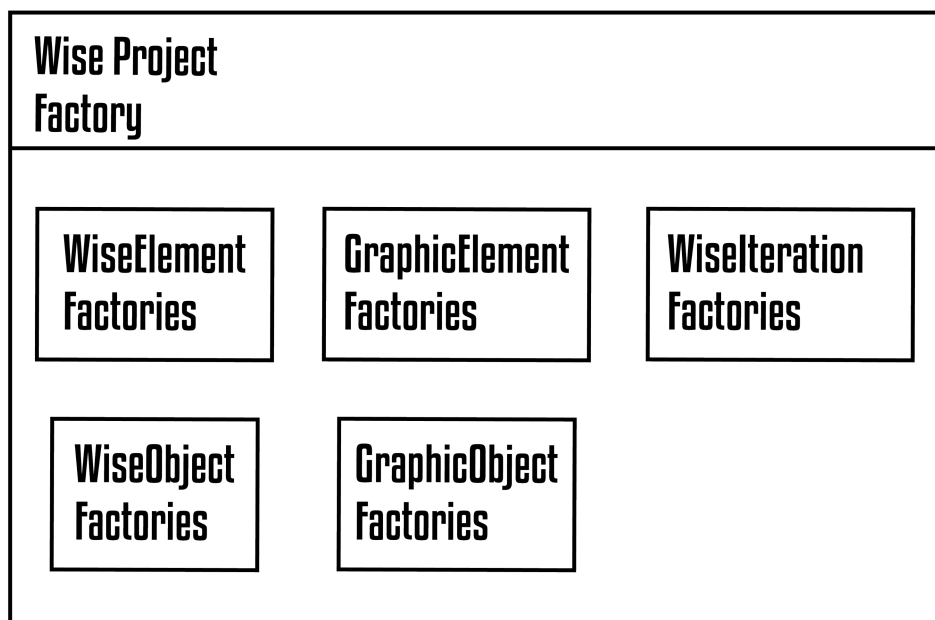 Wise Project
Factory
WiseElement
Factories
GraphicElement
Factories
WiseIteration
Factories
WiseObject
Factories
GraphicObject
Factories